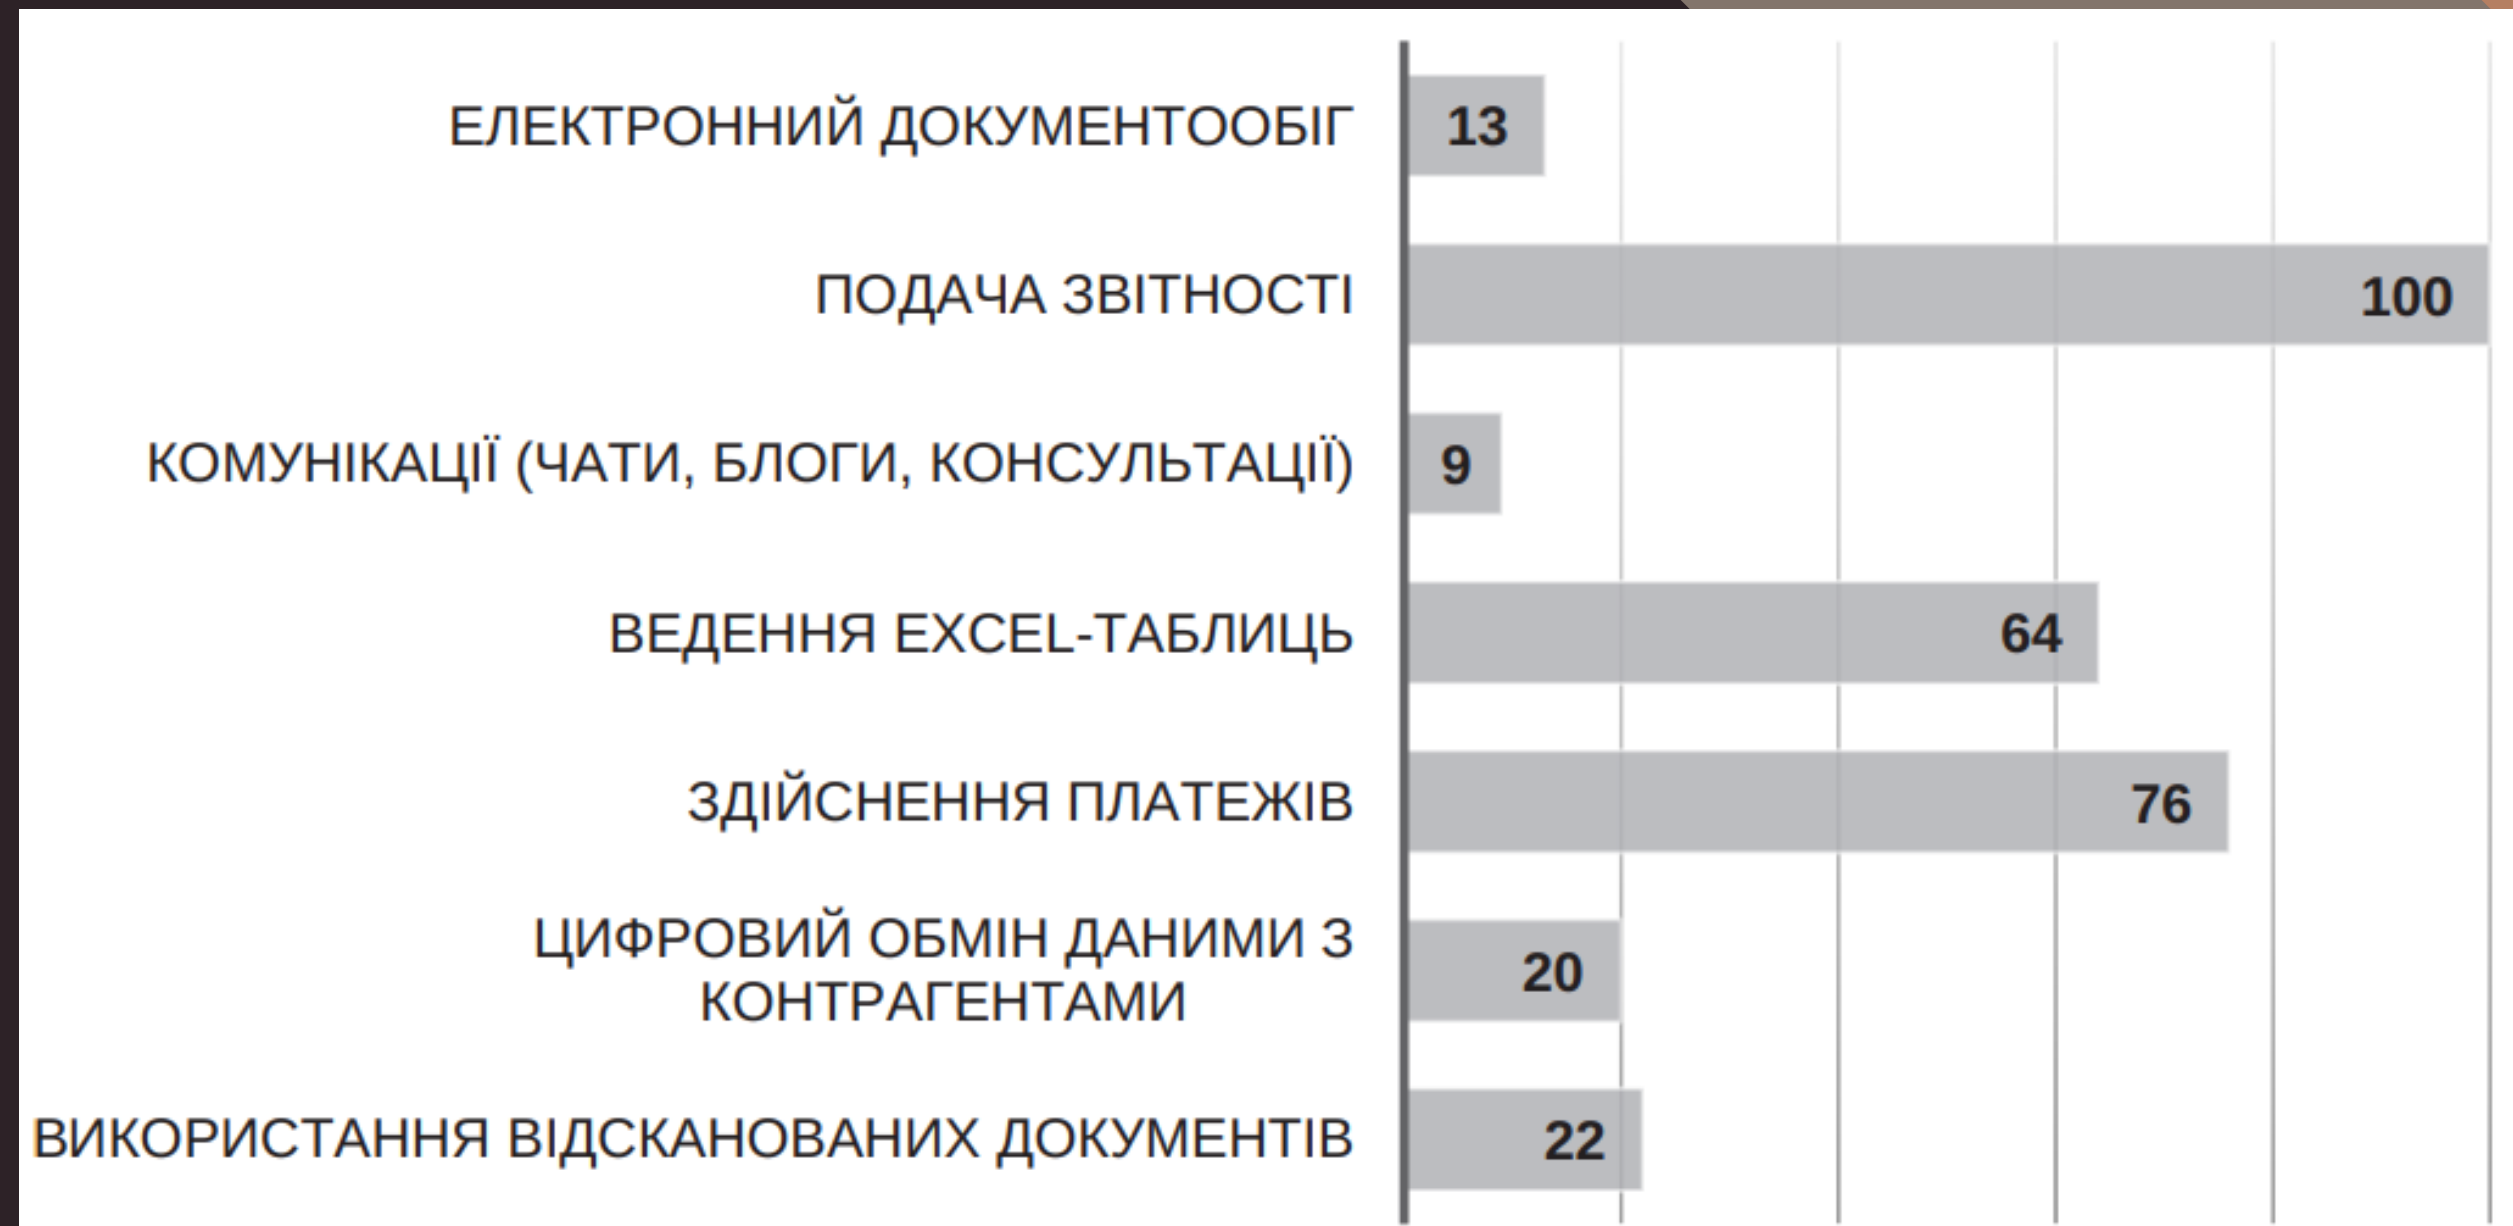 ЕЛЕКТРОННИЙ ДОКУМЕНТООБІГ
13
ПОДАЧА ЗВІТНОСТІ
100
КОМУНІКАЦІЇ (ЧАТИ, БЛОГИ, КОНСУЛЬТАЦІЇ)
9
ВЕДЕННЯ EXCEL-ТАБЛИЦЬ
64
ЗДІЙСНЕННЯ ПЛАТЕЖІВ
76
ЦИФРОВИЙ ОБМІН ДАНИМИ З
КОНТРАГЕНТАМИ
20
ВИКОРИСТАННЯ ВІДСКАНОВАНИХ ДОКУМЕНТІВ
22